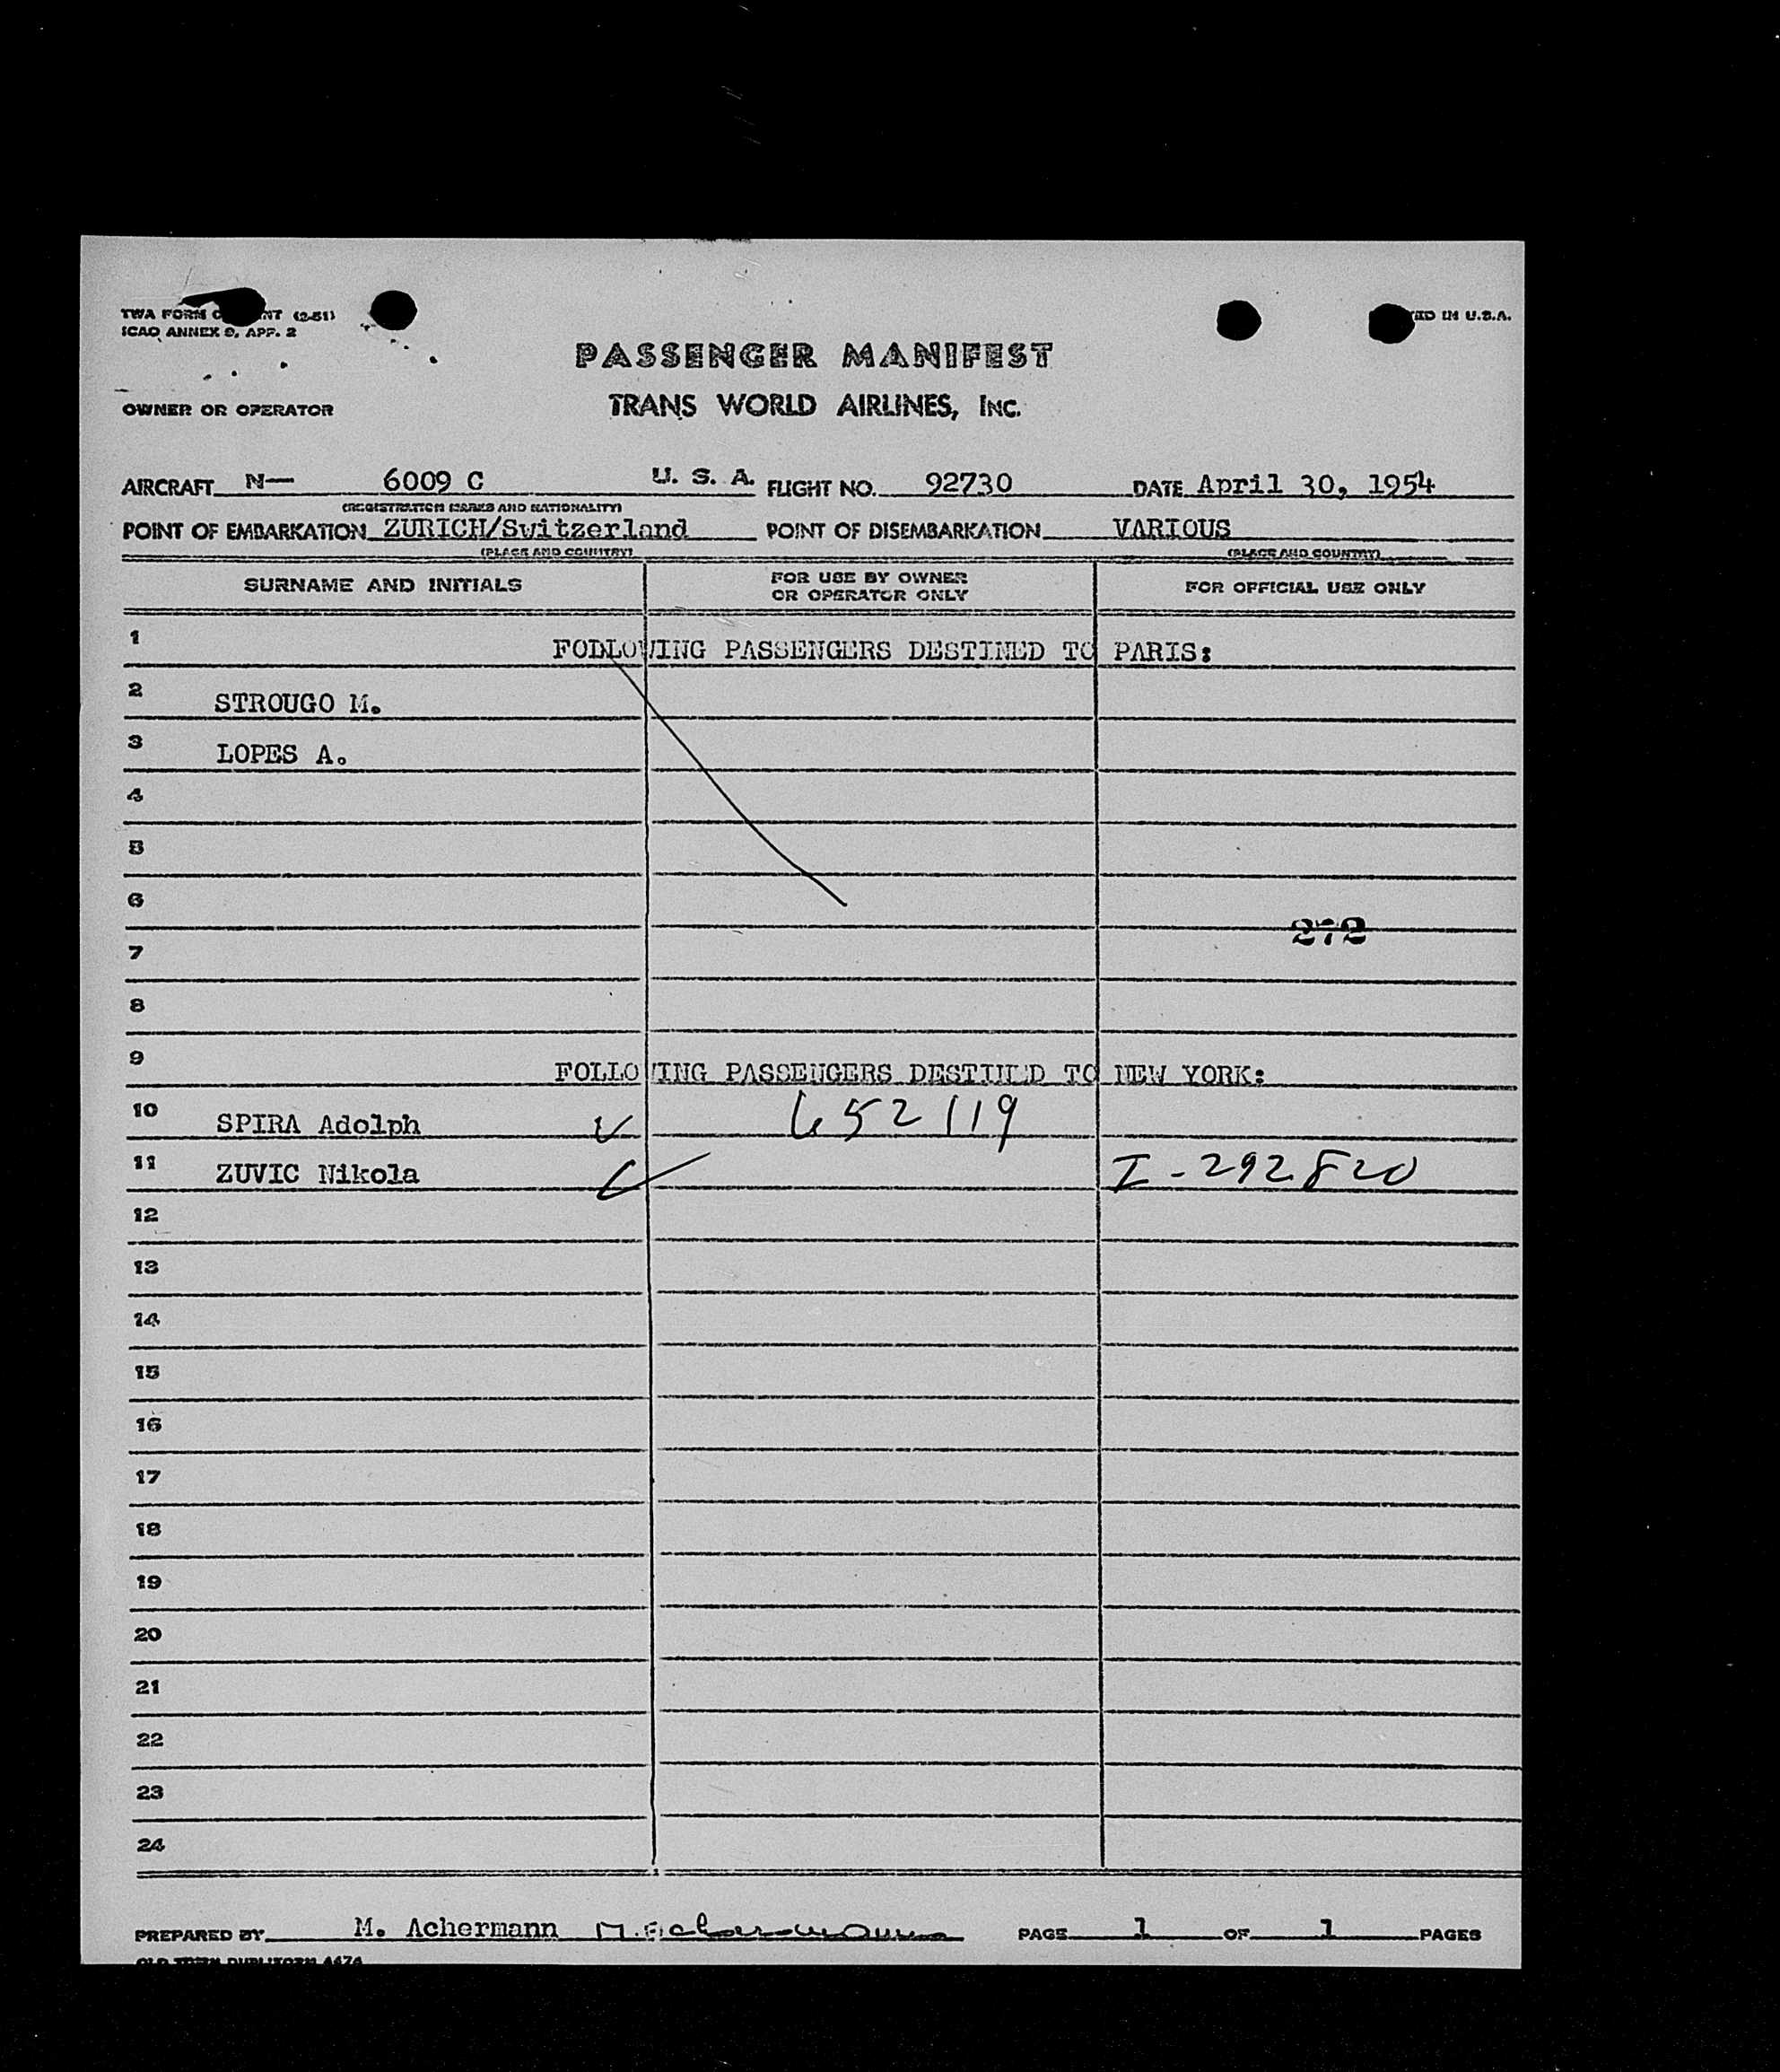 TWA FORM C NT (2-51)
ICAO ANNEX 9, APP. 2
ED IN U.S.A.
PASSENGER MANIFEST
OWNER OR OPERATOR TRANS WORLD AIRLINES, INC.
AIRCRAFT N— 6009 C U. S. A. FLIGHT NO. 92730 DATE April 30, 1954
(REGISTRATION MARKS AND NATIONALITY)
POINT OF EMBARKATION ZURICH/Switzerland POINT OF DISEMBARKATION VARIOUS
(PLACE AND COUNTRY) (PLACE AND COUNTRY)
SURNAME AND INITIALS FOR USE BY OWNER OR OPERATOR ONLY FOR OFFICIAL USE ONLY
1 FOLLOWING PASSENGERS DESTINED TO PARIS:
2 STROUGO M.
3 LOPES A.
4
5
6
272
7
8
9 FOLLOWING PASSENGERS DESTINED TO NEW YORK:
10 SPIRA Adolph ✓ 652119
11 ZUVIC Nikola ✓ I-292820
12
13
14
15
16
17
18
19
20
21
22
23
24
PREPARED BY M. Achermann M. Achermann PAGE 1 OF 1 PAGES